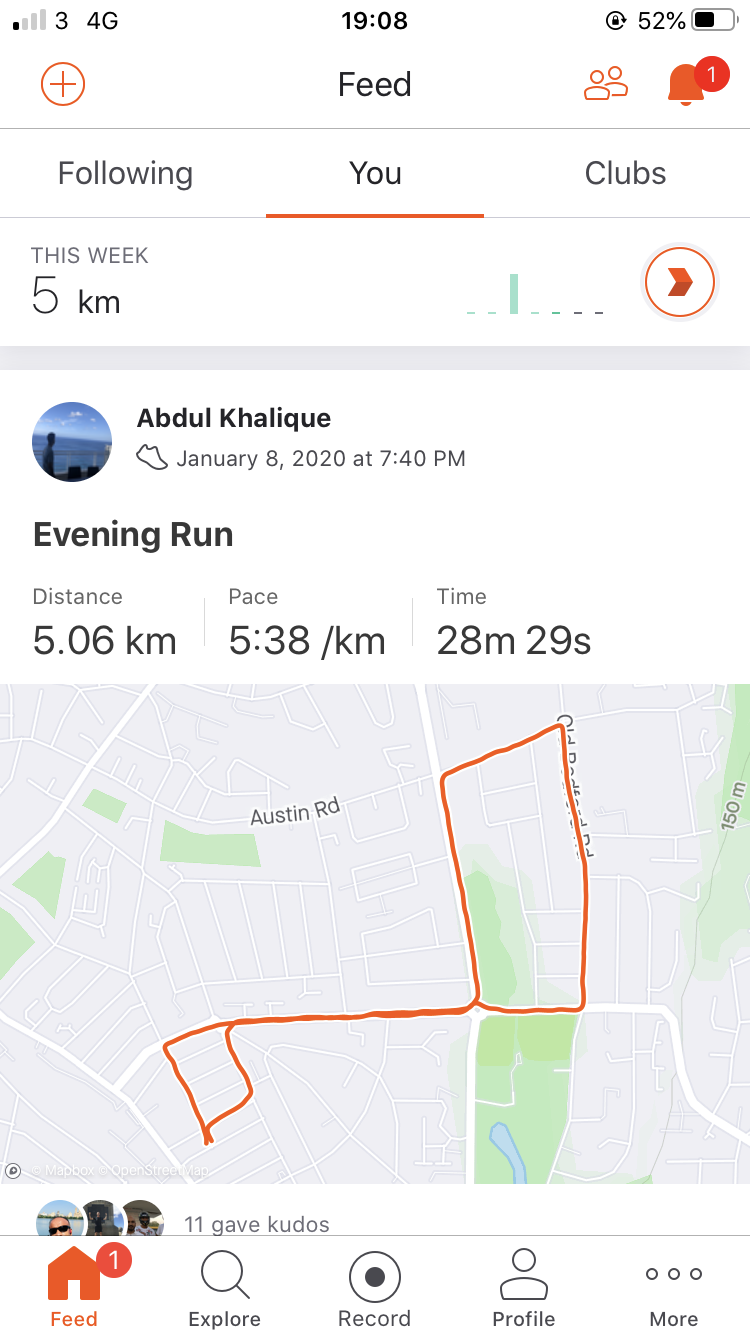 3 4G 19:08 52%
Feed 1
Following You Clubs
THIS WEEK
5 km
Abdul Khalique
January 8, 2020 at 7:40 PM
Evening Run
Distance Pace Time
5.06 km 5:38 /km 28m 29s
Old Bedford Rd
Austin Rd
150 m
© Mapbox © OpenStreetMap
11 gave kudos
1
Feed Explore Record Profile More